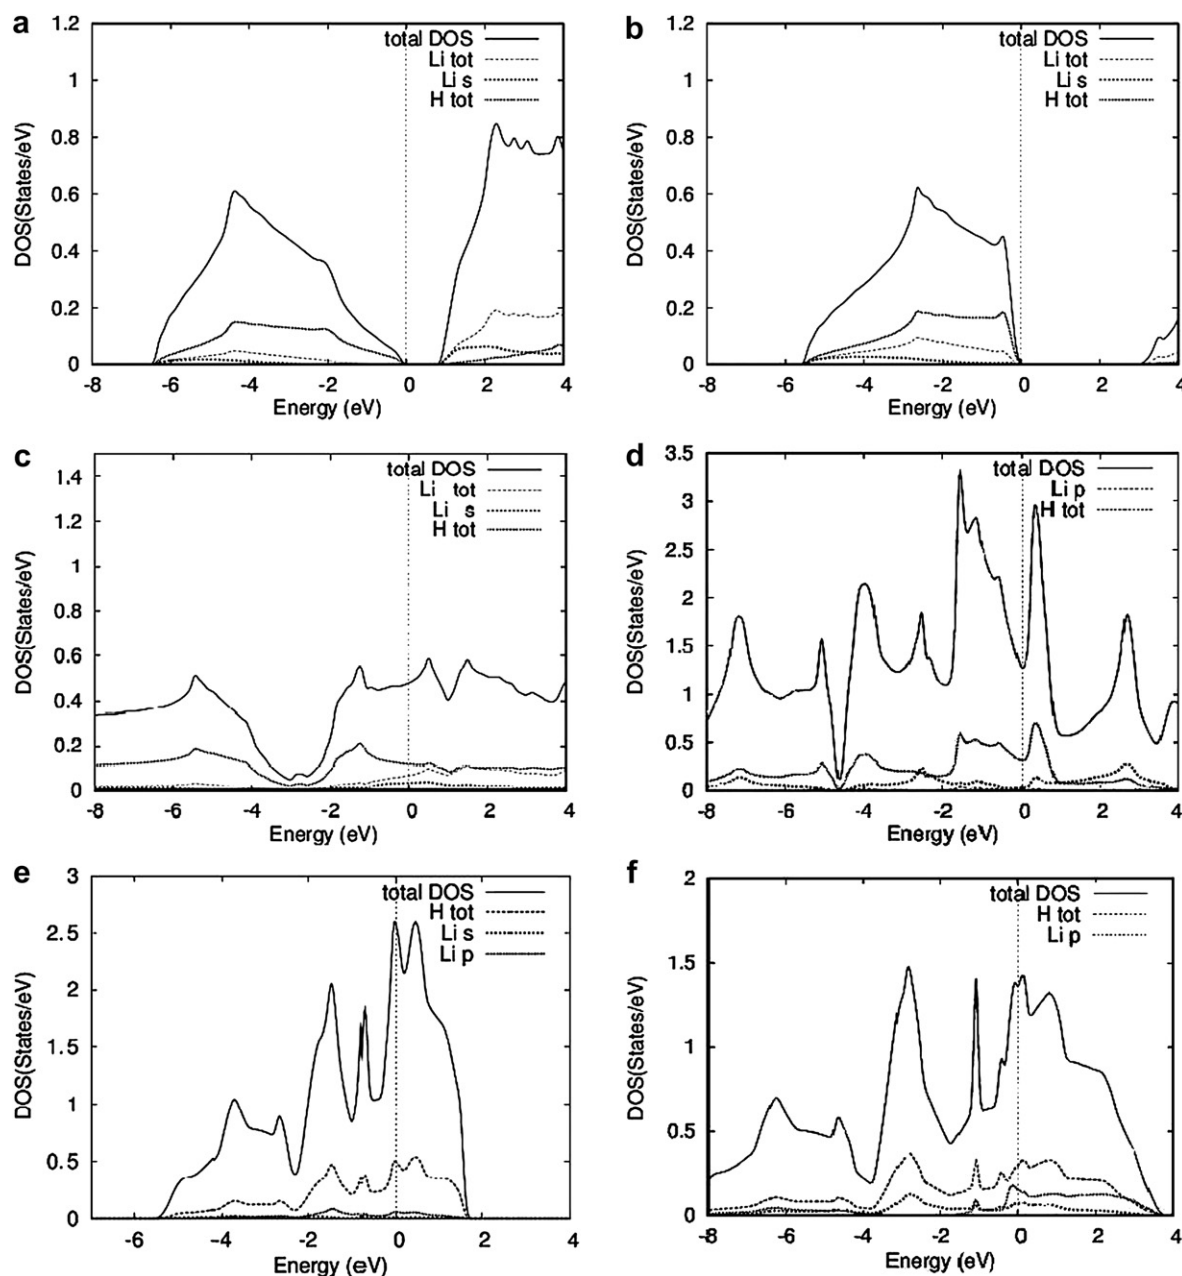 a
1.2
1
0.8
0.6
0.4
0.2
0
DOS(States/eV)
total DOS
Li tot
Li s
H tot
-8 -6 -4 -2 0 2 4
Energy (eV)
b
1.2
1
0.8
0.6
0.4
0.2
0
DOS(States/eV)
total DOS
Li tot
Li s
H tot
-8 -6 -4 -2 0 2 4
Energy (eV)
c
1.4
1.2
1
0.8
0.6
0.4
0.2
0
DOS(States/eV)
total DOS
Li tot
Li s
H tot
-8 -6 -4 -2 0 2 4
Energy (eV)
d
3.5
3
2.5
2
1.5
1
0.5
0
DOS(States/eV)
total DOS
Li p
H tot
-8 -6 -4 -2 0 2 4
Energy (eV)
e
3
2.5
2
1.5
1
0.5
0
DOS(States/eV)
total DOS
H tot
Li s
Li p
-6 -4 -2 0 2 4
Energy (eV)
f
2
1.5
1
0.5
0
DOS(States/eV)
total DOS
H tot
Li p
-8 -6 -4 -2 0 2 4
Energy (eV)